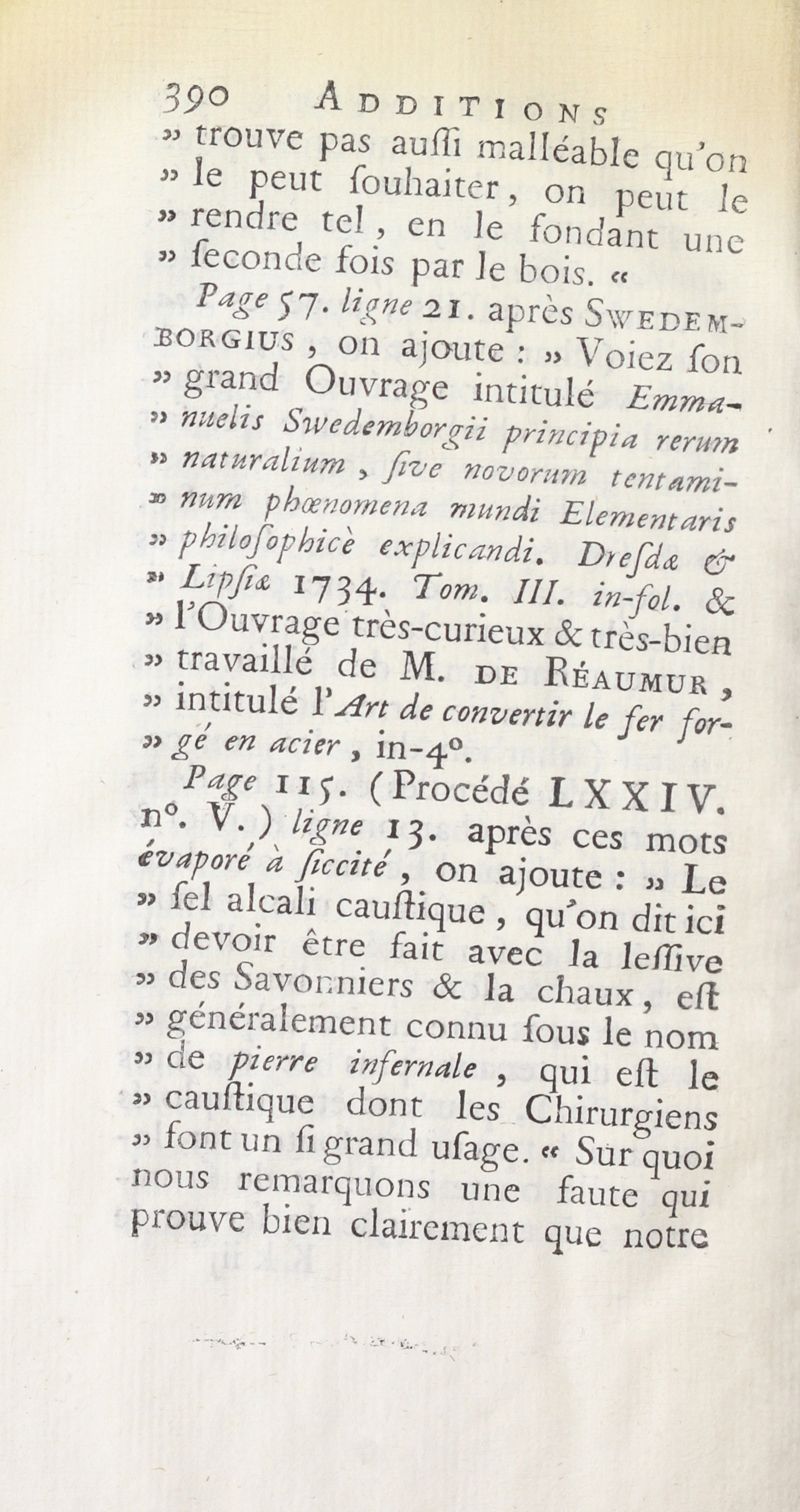 390 ADDITIONS
» trouve pas auſſi malléable qu'on
» le peut ſouhaiter, on peut le
» rendre tel, en le fondant une
» ſeconde fois par le bois. «
Page 57. ligne 21. après SWEDEM-
BORGIUS, on ajoute : » Voiez ſon
» grand Ouvrage intitulé Emma-
» nuelis Swedemborgii principia rerum
» naturalium, ſive novorum tentami-
» num phœnomena mundi Elementaris
» philoſophicè explicandi. Dreſdæ &
» Lipſiæ 1734. Tom. III. in-fol. &
» l'Ouvrage très-curieux & très-bien
» travaillé de M. DE RÉAUMUR,
» intitulé l'Art de convertir le fer for-
» gé en acier, in-4°.
Page 115. (Procédé LXXIV.
n°. V.) ligne 13. après ces mots
évaporé à ſiccité, on ajoute : » Le
» ſel alcali cauſtique, qu'on dit ici
» devoir être fait avec la leſſive
» des Savonniers & la chaux, eſt
» généralement connu ſous le nom
» de pierre infernale, qui eſt le
» cauſtique dont les Chirurgiens
» font un ſi grand uſage. « Sur quoi
nous remarquons une faute qui
prouve bien clairement que notre